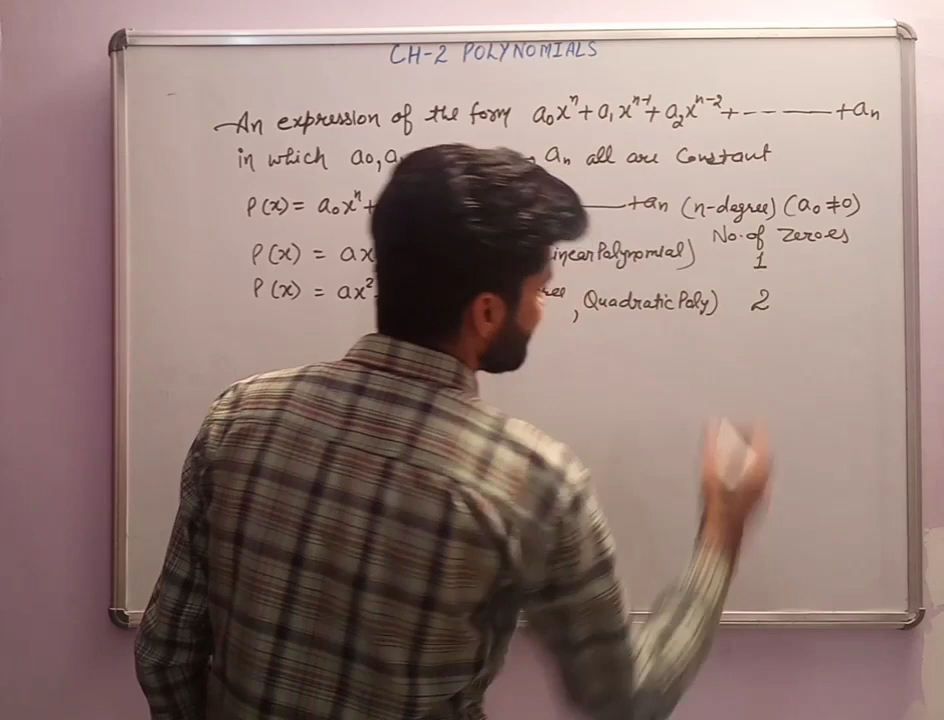 CH-2 POLYNOMIALS
An expression of the form a₀xⁿ + a₁xⁿ⁻¹ + a₂xⁿ⁻² + - - - —— + aₙ
in which a₀, a aₙ all are Constant
P(x) = a₀xⁿ + —— + aₙ (n-degree) (a₀ ≠ 0)
No. of Zeroes
P(x) = ax inear Polynomial) 1
P(x) = ax² , Quadratic Poly) 2